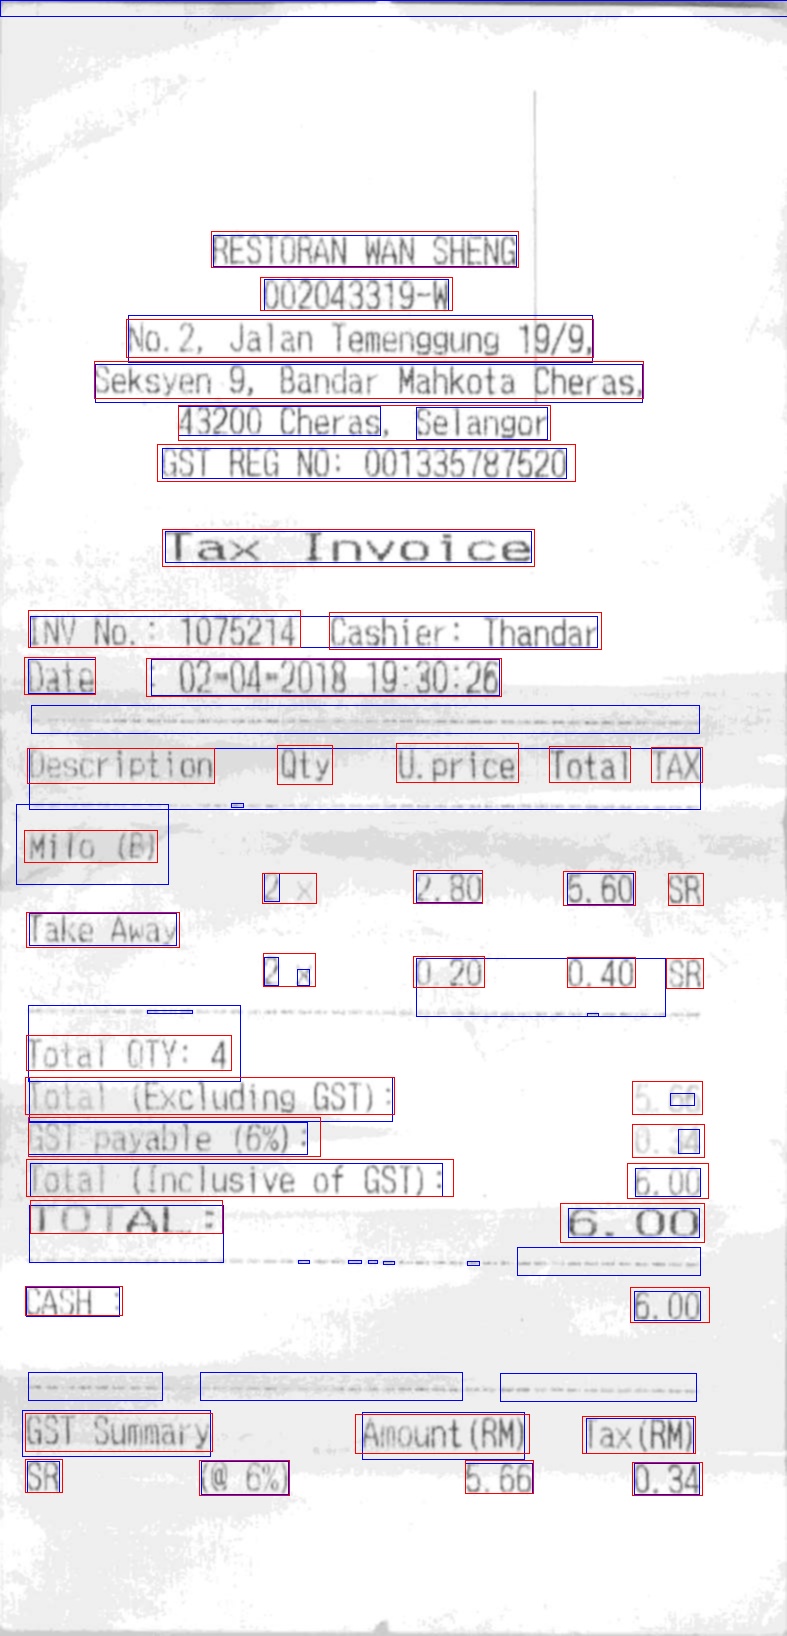 RESTORAN WAN SHENG
002043319-W
No.2, Jalan Temenggung 19/9,
Seksyen 9, Bandar Mahkota Cheras,
43200 Cheras, Selangor
GST REG NO: 001335787520
Tax Invoice
INV No.: 1075214 Cashier: Thandar
Date : 02-04-2018 19:30:26
Description Qty U.price Total TAX
Milo (B)
2 x 2.80 5.60 SR
Take Away
2 x 0.20 0.40 SR
Total QTY: 4
Total (Excluding GST): 5.66
GST payable (6%): 0.34
Total (Inclusive of GST): 6.00
TOTAL: 6.00
CASH : 6.00
GST Summary Amount(RM) Tax(RM)
SR (@ 6%) 5.66 0.34